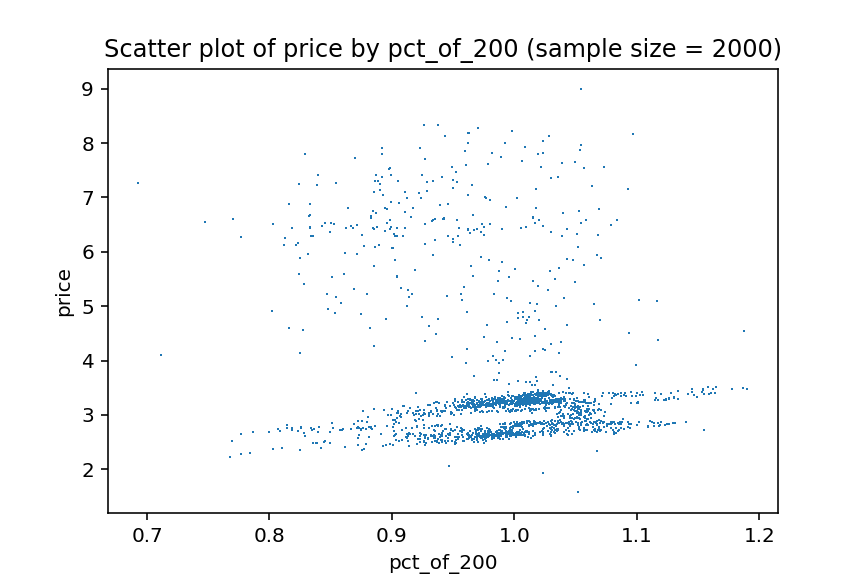 Scatter plot of price by pct_of_200 (sample size = 2000)
9
8
7
6
5
4
3
2
price
0.7 0.8 0.9 1.0 1.1 1.2
pct_of_200